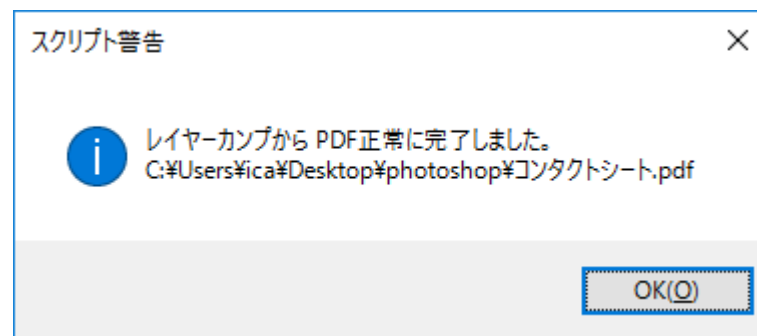 スクリプト警告
レイヤーカンプから PDF正常に完了しました。
C:¥Users¥ica¥Desktop¥photoshop¥コンタクトシート.pdf
OK(O)